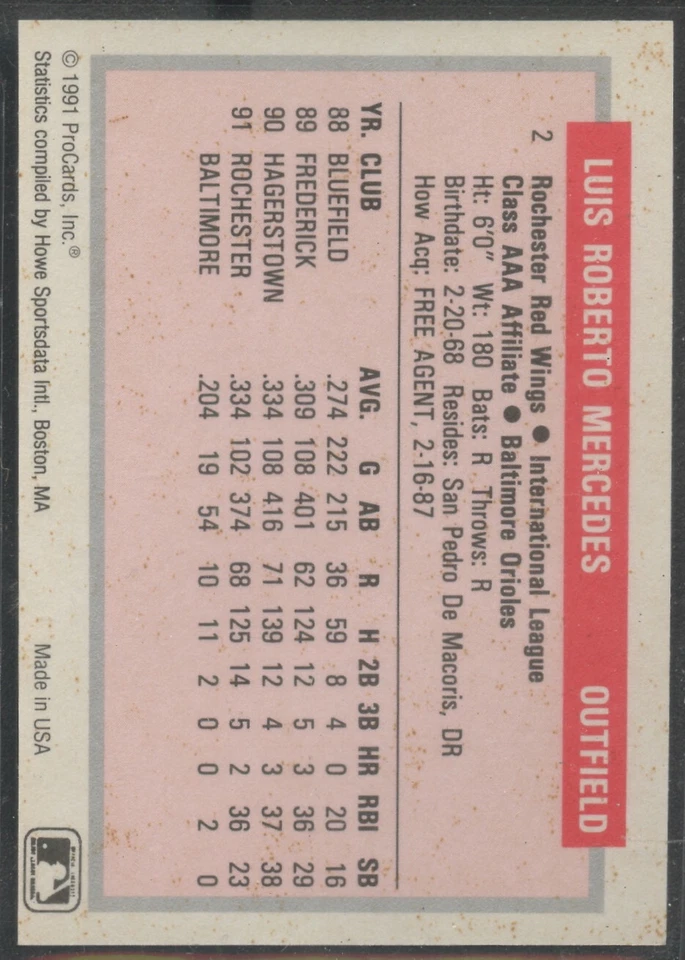 LUIS ROBERTO MERCEDES OUTFIELD
2 Rochester Red Wings ● International League
Class AAA Affiliate ● Baltimore Orioles
Ht: 6'0" Wt: 180 Bats: R Throws: R
Birthdate: 2-20-68 Resides: San Pedro De Macoris, DR
How Acq: FREE AGENT, 2-16-87
YR. CLUB AVG. G AB R H 2B 3B HR RBI SB
88 BLUEFIELD .274 222 215 36 59 8 4 0 20 16
89 FREDERICK .309 108 401 62 124 12 5 3 36 29
90 HAGERSTOWN .334 108 416 71 139 12 4 3 37 38
91 ROCHESTER .334 102 374 68 125 14 5 2 36 23
BALTIMORE .204 19 54 10 11 2 0 0 2 0
© 1991 ProCards, Inc.® Made in USA
Statistics compiled by Howe Sportsdata Intl., Boston, MA